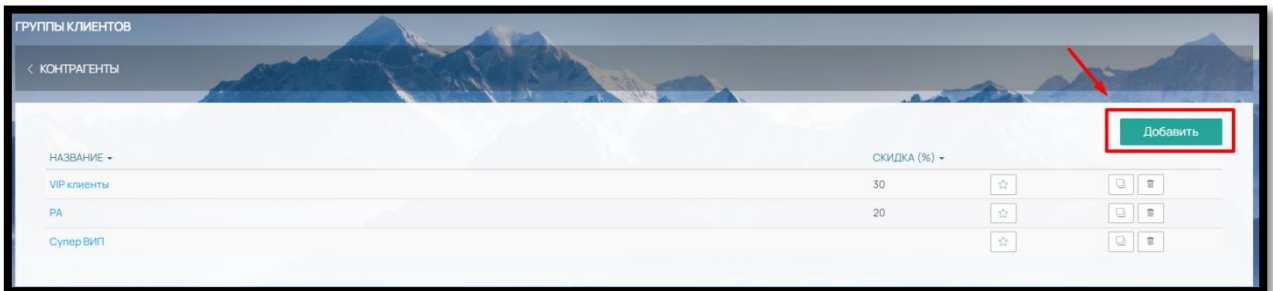 ГРУППЫ КЛИЕНТОВ
< КОНТРАГЕНТЫ
Добавить
НАЗВАНИЕ СКИДКА (%)
VIP клиенты 30
РА 20
Супер ВИП